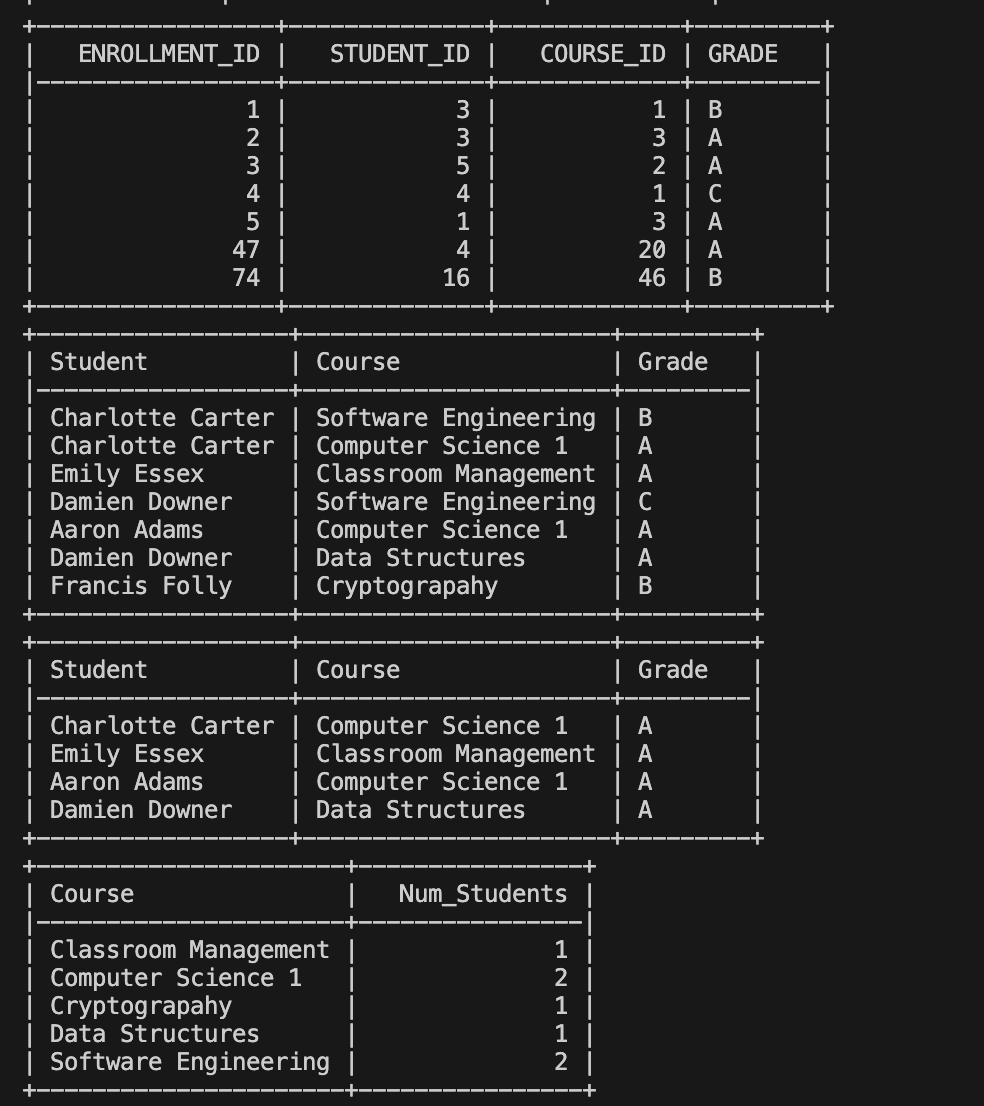 +-----------------+--------------+-------------+---------+
| ENROLLMENT_ID | STUDENT_ID | COURSE_ID | GRADE |
|-----------------+--------------+-------------+---------|
| 1 | 3 | 1 | B |
| 2 | 3 | 3 | A |
| 3 | 5 | 2 | A |
| 4 | 4 | 1 | C |
| 5 | 1 | 3 | A |
| 47 | 4 | 20 | A |
| 74 | 16 | 46 | B |
+-----------------+--------------+-------------+---------+
+------------------+----------------------+---------+
| Student | Course | Grade |
|------------------+----------------------+---------|
| Charlotte Carter | Software Engineering | B |
| Charlotte Carter | Computer Science 1 | A |
| Emily Essex | Classroom Management | A |
| Damien Downer | Software Engineering | C |
| Aaron Adams | Computer Science 1 | A |
| Damien Downer | Data Structures | A |
| Francis Folly | Cryptograpahy | B |
+------------------+----------------------+---------+
+------------------+----------------------+---------+
| Student | Course | Grade |
|------------------+----------------------+---------|
| Charlotte Carter | Computer Science 1 | A |
| Emily Essex | Classroom Management | A |
| Aaron Adams | Computer Science 1 | A |
| Damien Downer | Data Structures | A |
+------------------+----------------------+---------+
+----------------------+----------------+
| Course | Num_Students |
|----------------------+----------------|
| Classroom Management | 1 |
| Computer Science 1 | 2 |
| Cryptograpahy | 1 |
| Data Structures | 1 |
| Software Engineering | 2 |
+----------------------+----------------+